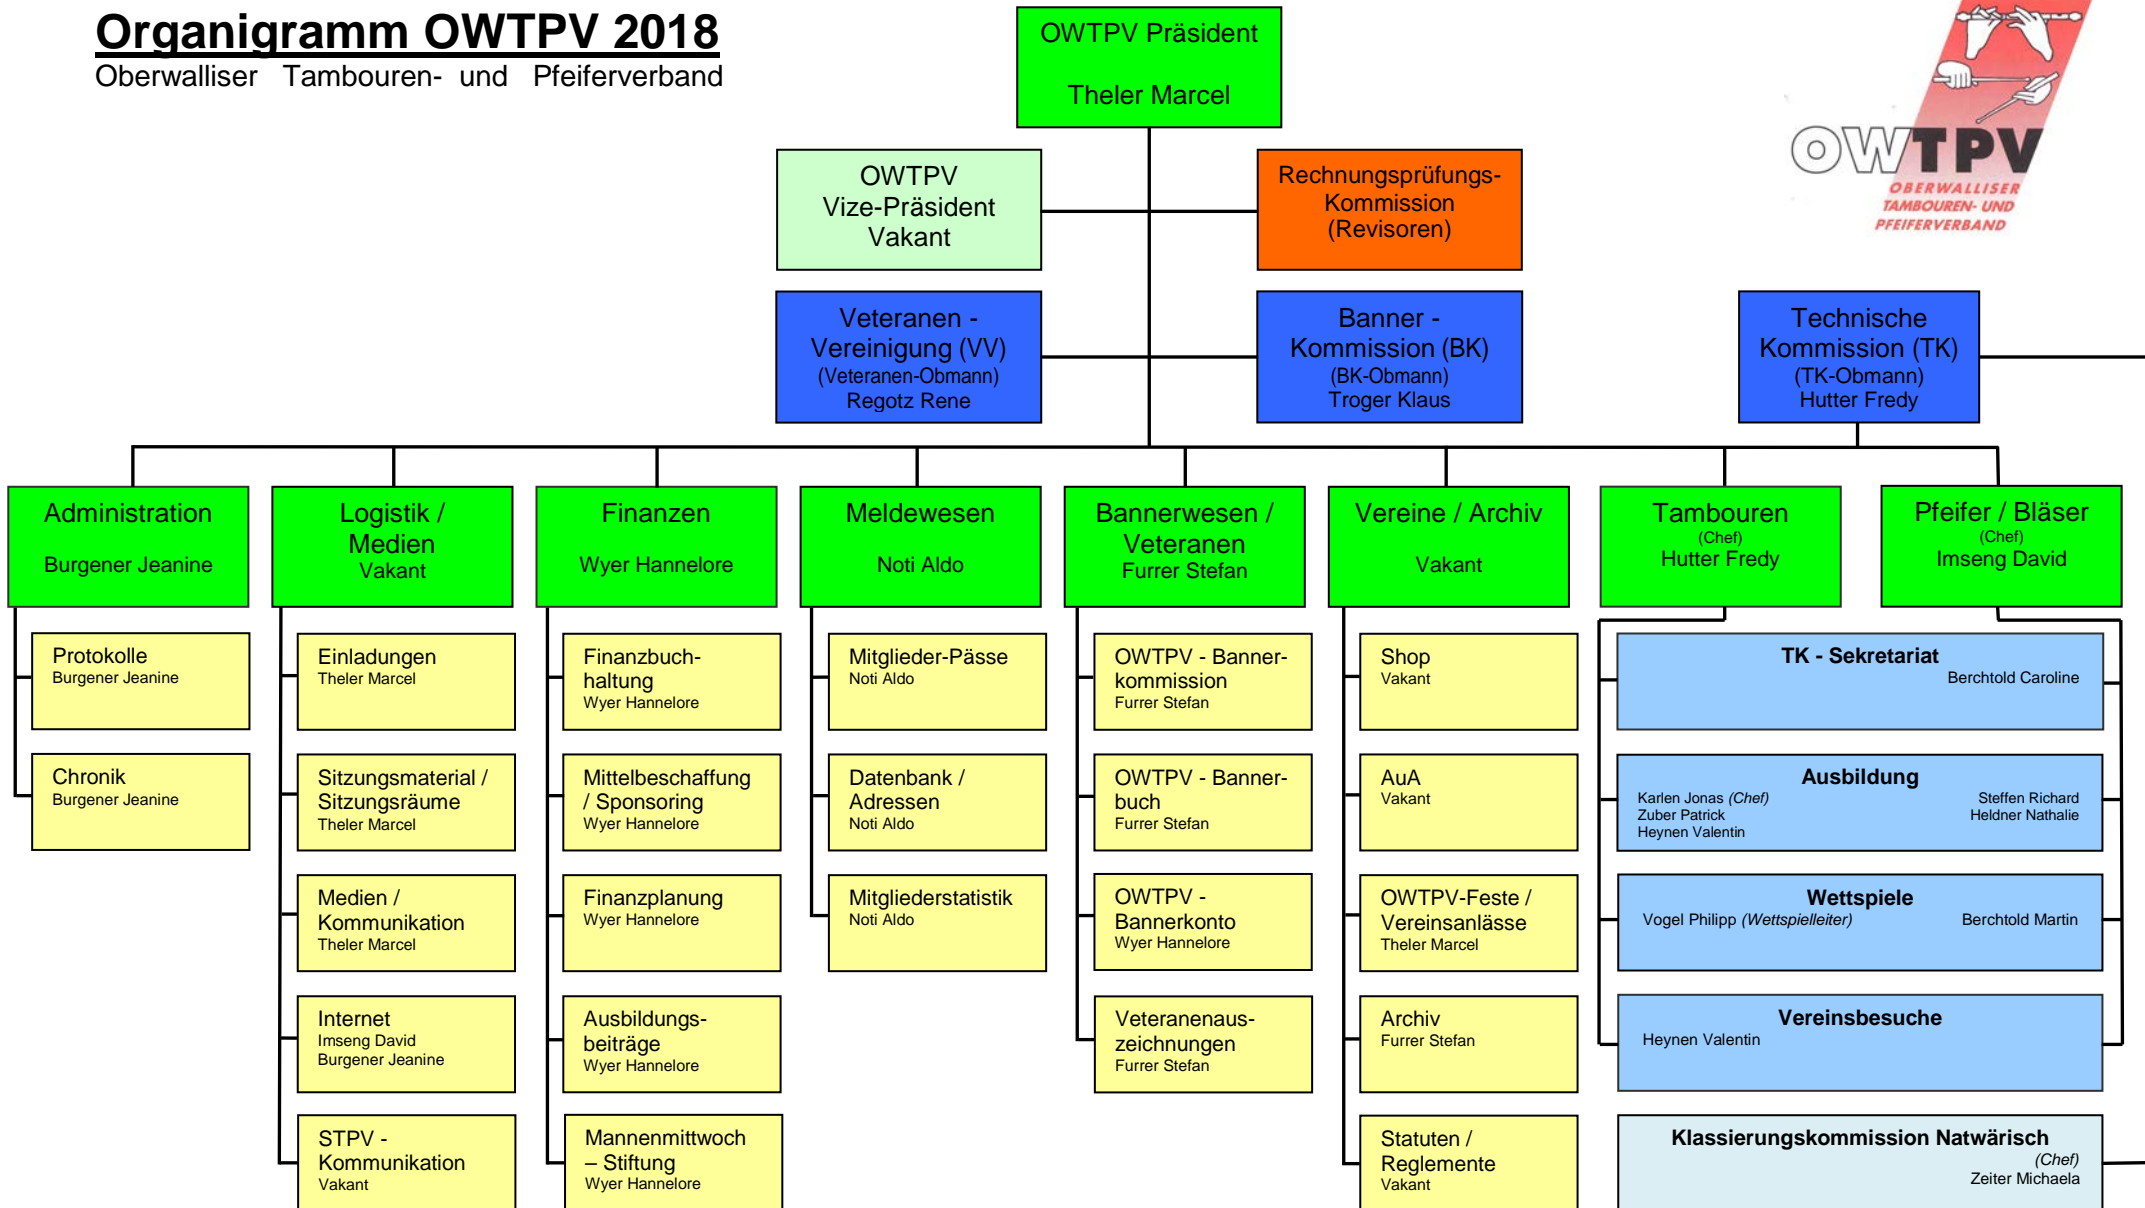 Organigramm OWTPV 2018
Oberwalliser Tambouren- und Pfeiferverband
OWTPV Präsident
Theler Marcel
OWTPV
OBERWALLISER
TAMBOUREN- UND
PFEIFERVERBAND
OWTPV
Vize-Präsident
Vakant
Rechnungsprüfungs-
Kommission
(Revisoren)
Veteranen -
Vereinigung (VV)
(Veteranen-Obmann)
Regotz Rene
Banner -
Kommission (BK)
(BK-Obmann)
Troger Klaus
Technische
Kommission (TK)
(TK-Obmann)
Hutter Fredy
Administration
Burgener Jeanine
Logistik /
Medien
Vakant
Finanzen
Wyer Hannelore
Meldewesen
Noti Aldo
Bannerwesen /
Veteranen
Furrer Stefan
Vereine / Archiv
Vakant
Tambouren
(Chef)
Hutter Fredy
Pfeifer / Bläser
(Chef)
Imseng David
Protokolle
Burgener Jeanine
Chronik
Burgener Jeanine
Einladungen
Theler Marcel
Sitzungsmaterial /
Sitzungsräume
Theler Marcel
Medien /
Kommunikation
Theler Marcel
Internet
Imseng David
Burgener Jeanine
STPV -
Kommunikation
Vakant
Finanzbuch-
haltung
Wyer Hannelore
Mittelbeschaffung
/ Sponsoring
Wyer Hannelore
Finanzplanung
Wyer Hannelore
Ausbildungs-
beiträge
Wyer Hannelore
Mannenmittwoch
– Stiftung
Wyer Hannelore
Mitglieder-Pässe
Noti Aldo
Datenbank /
Adressen
Noti Aldo
Mitgliederstatistik
Noti Aldo
OWTPV - Banner-
kommission
Furrer Stefan
OWTPV - Banner-
buch
Furrer Stefan
OWTPV -
Bannerkonto
Wyer Hannelore
Veteranenaus-
zeichnungen
Furrer Stefan
Shop
Vakant
AuA
Vakant
OWTPV-Feste /
Vereinsanlässe
Theler Marcel
Archiv
Furrer Stefan
Statuten /
Reglemente
Vakant
TK - Sekretariat
Berchtold Caroline
Ausbildung
Karlen Jonas (Chef) Steffen Richard
Zuber Patrick Heldner Nathalie
Heynen Valentin
Wettspiele
Vogel Philipp (Wettspielleiter) Berchtold Martin
Vereinsbesuche
Heynen Valentin
Klassierungskommission Natwärisch
(Chef)
Zeiter Michaela